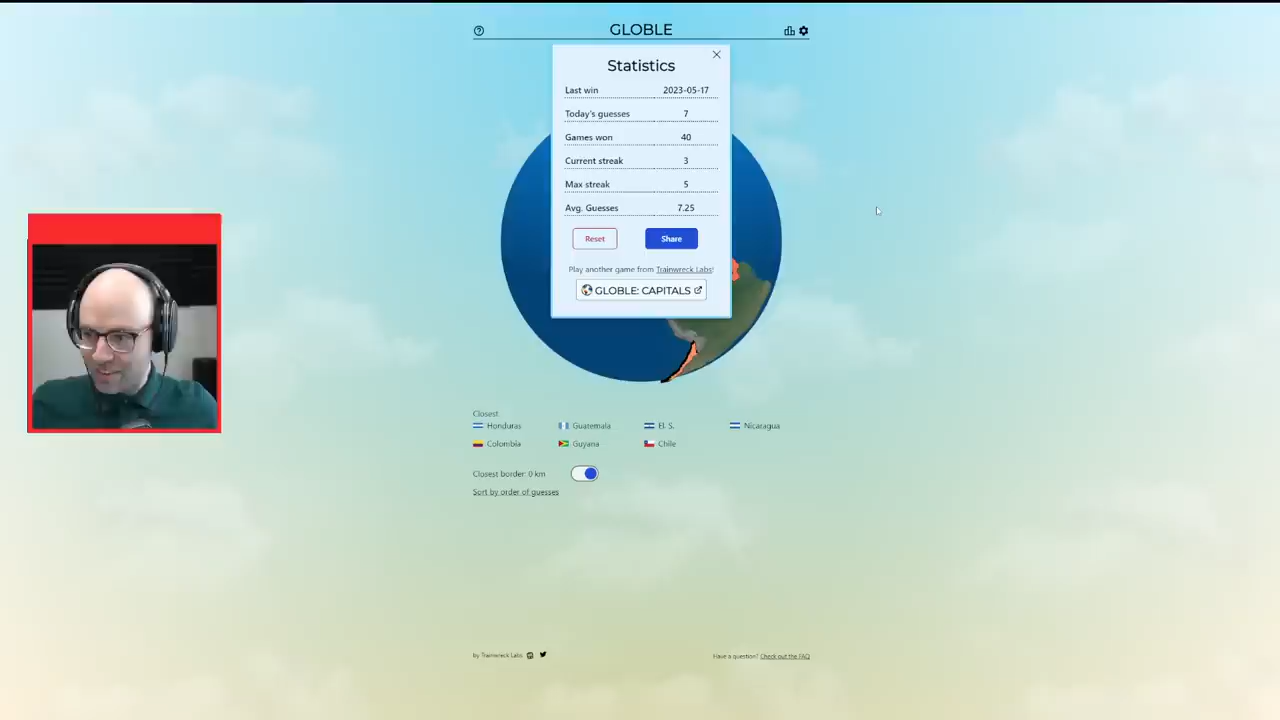 GLOBLE
Statistics
Last win 2023-05-17
Today's guesses 7
Games won 40
Current streak 3
Max streak 5
Avg. Guesses 7.25
Reset Share
Play another game from Trainwreck Labs!
GLOBLE: CAPITALS
Closest
Honduras Guatemala El. S. Nicaragua
Colombia Guyana Chile
Closest border: 0 km
Sort by order of guesses
by Trainwreck Labs
Have a question? Check out the FAQ